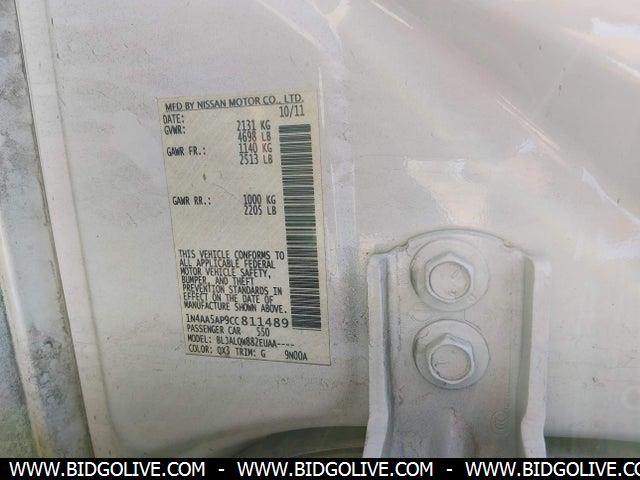 MFD BY NISSAN MOTOR CO., LTD.
DATE: 10/11
GVWR: 2131 KG
4698 LB
GAWR FR.: 1140 KG
2513 LB
GAWR RR.: 1000 KG
2205 LB
THIS VEHICLE CONFORMS TO
ALL APPLICABLE FEDERAL
MOTOR VEHICLE SAFETY,
BUMPER, AND THEFT
PREVENTION STANDARDS IN
EFFECT ON THE DATE OF
MANUFACTURE SHOWN ABOVE.
1N4AA5AP9CC811489
PASSENGER CAR 550
MODEL: BLJALQW882EUAA----
COLOR: QX3 TRIM: G 9N00A
WWW.BIDGOLIVE.COM - WWW.BIDGOLIVE.COM - WWW.BIDGOLIVE.COM